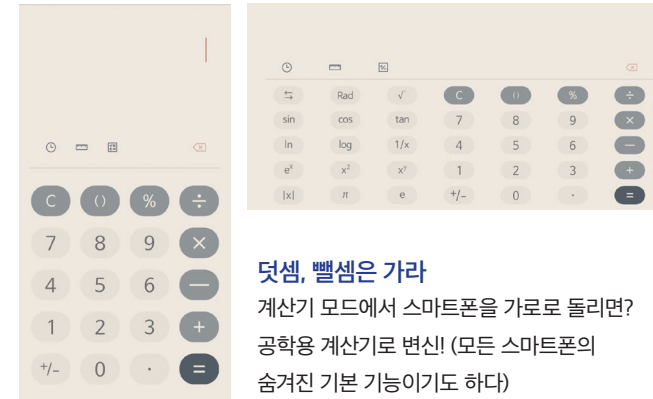 C () % ÷
7 8 9 ×
4 5 6 —
1 2 3 +
+/- 0 · =
%
⇆ Rad √ C () % ÷
sin cos tan 7 8 9 ×
ln log 1/x 4 5 6 —
eˣ x² xʸ 1 2 3 +
|x| π e +/- 0 · =
덧셈, 뺄셈은 가라
계산기 모드에서 스마트폰을 가로로 돌리면?
공학용 계산기로 변신! (모든 스마트폰의
숨겨진 기본 기능이기도 하다)